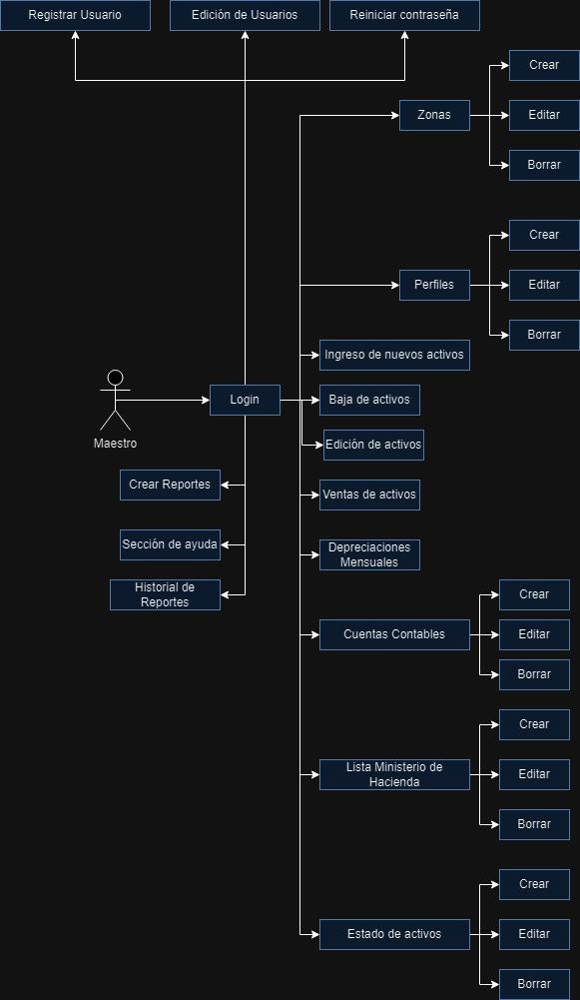 Registrar Usuario
Edición de Usuarios
Reiniciar contraseña
Crear
Zonas
Editar
Borrar
Crear
Perfiles
Editar
Borrar
Ingreso de nuevos activos
Login
Baja de activos
Maestro
Edición de activos
Crear Reportes
Ventas de activos
Sección de ayuda
Depreciaciones
Mensuales
Historial de
Reportes
Crear
Cuentas Contables
Editar
Borrar
Crear
Lista Ministerio de
Hacienda
Editar
Borrar
Crear
Estado de activos
Editar
Borrar